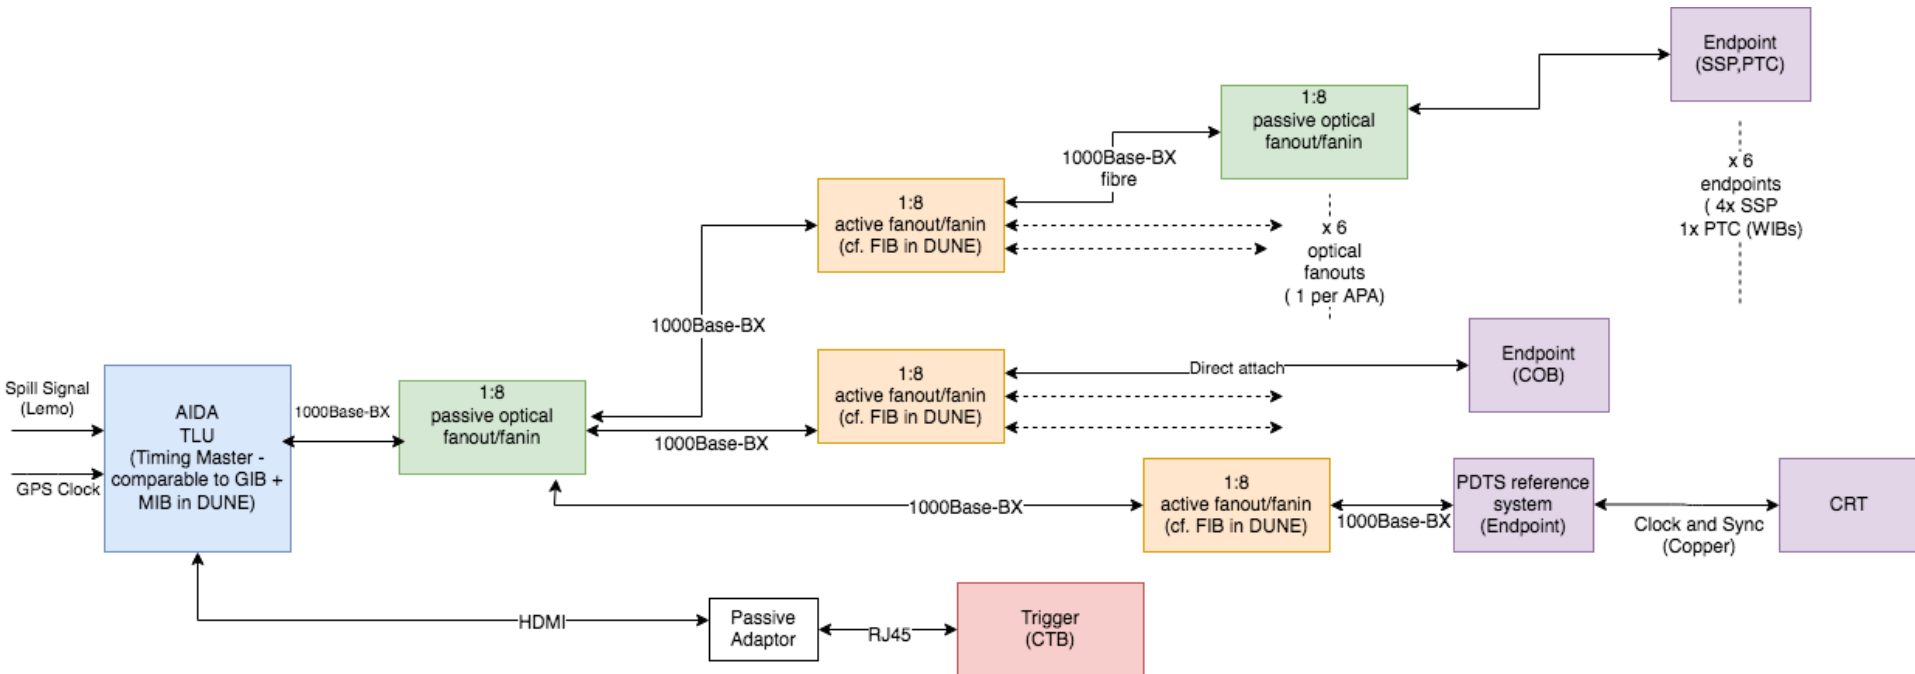 Endpoint
(SSP,PTC)
1:8
passive optical
fanout/fanin
1000Base-BX
fibre
x 6
endpoints
( 4x SSP
1x PTC (WIBs)
1:8
active fanout/fanin
(cf. FIB in DUNE)
x 6
optical
fanouts
( 1 per APA)
1000Base-BX
Endpoint
(COB)
Direct attach
1:8
active fanout/fanin
(cf. FIB in DUNE)
Spill Signal
(Lemo)
GPS Clock
AIDA
TLU
(Timing Master -
comparable to GIB +
MIB in DUNE)
1000Base-BX
1:8
passive optical
fanout/fanin
1000Base-BX
1000Base-BX
1:8
active fanout/fanin
(cf. FIB in DUNE)
1000Base-BX
PDTS reference
system
(Endpoint)
Clock and Sync
(Copper)
CRT
HDMI
Passive
Adaptor
RJ45
Trigger
(CTB)